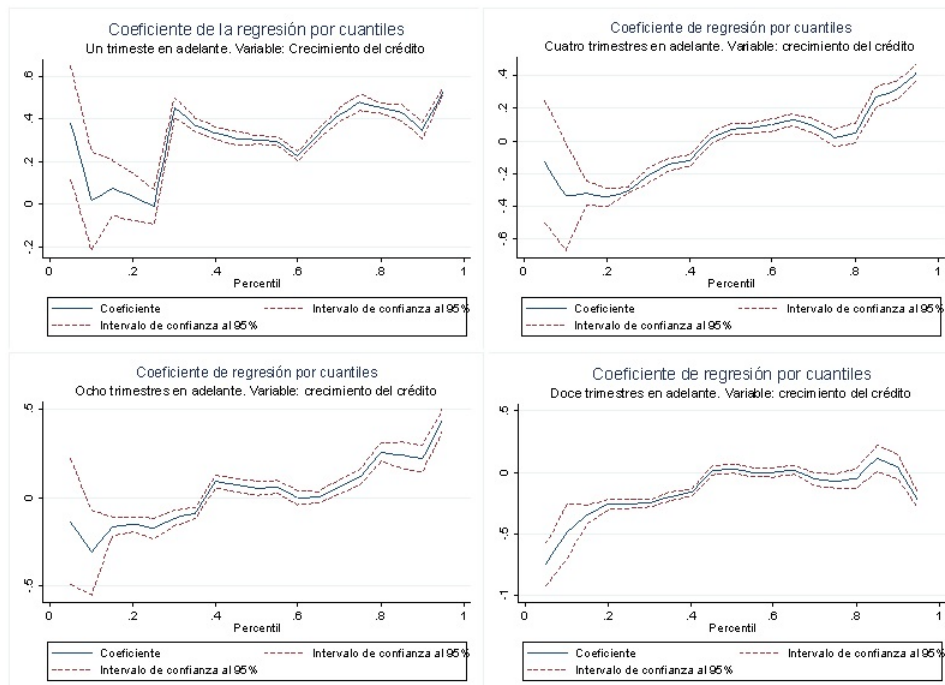 Coeficiente de la regresión por cuantiles
Un trimeste en adelante. Variable: Crecimiento del crédito
.6
.4
.2
0
-.2
0 .2 .4 .6 .8 1
Percentil
Coeficiente Intervalo de confianza al 95%
Intervalo de confianza al 95%
Coeficiente de regresión por cuantiles
Cuatro trimestres en adelante. Variable: crecimiento del crédito
.4
.2
0
-.2
-.4
-.6
0 .2 .4 .6 .8 1
Percentil
Coeficiente Intervalo de confianza al 95%
Intervalo de confianza al 95%
Coeficiente de regresión por cuantiles
Ocho trimestres en adelante. Variable: crecimiento del crédito
.5
0
-.5
0 .2 .4 .6 .8 1
Percentil
Coeficiente Intervalo de confianza al 95%
Intervalo de confianza al 95%
Coeficiente de regresión por cuantiles
Doce trimestres en adelante. Variable: crecimiento del crédito
.5
0
-.5
-1
0 .2 .4 .6 .8 1
Percentil
Coeficiente Intervalo de confianza al 95%
Intervalo de confianza al 95%